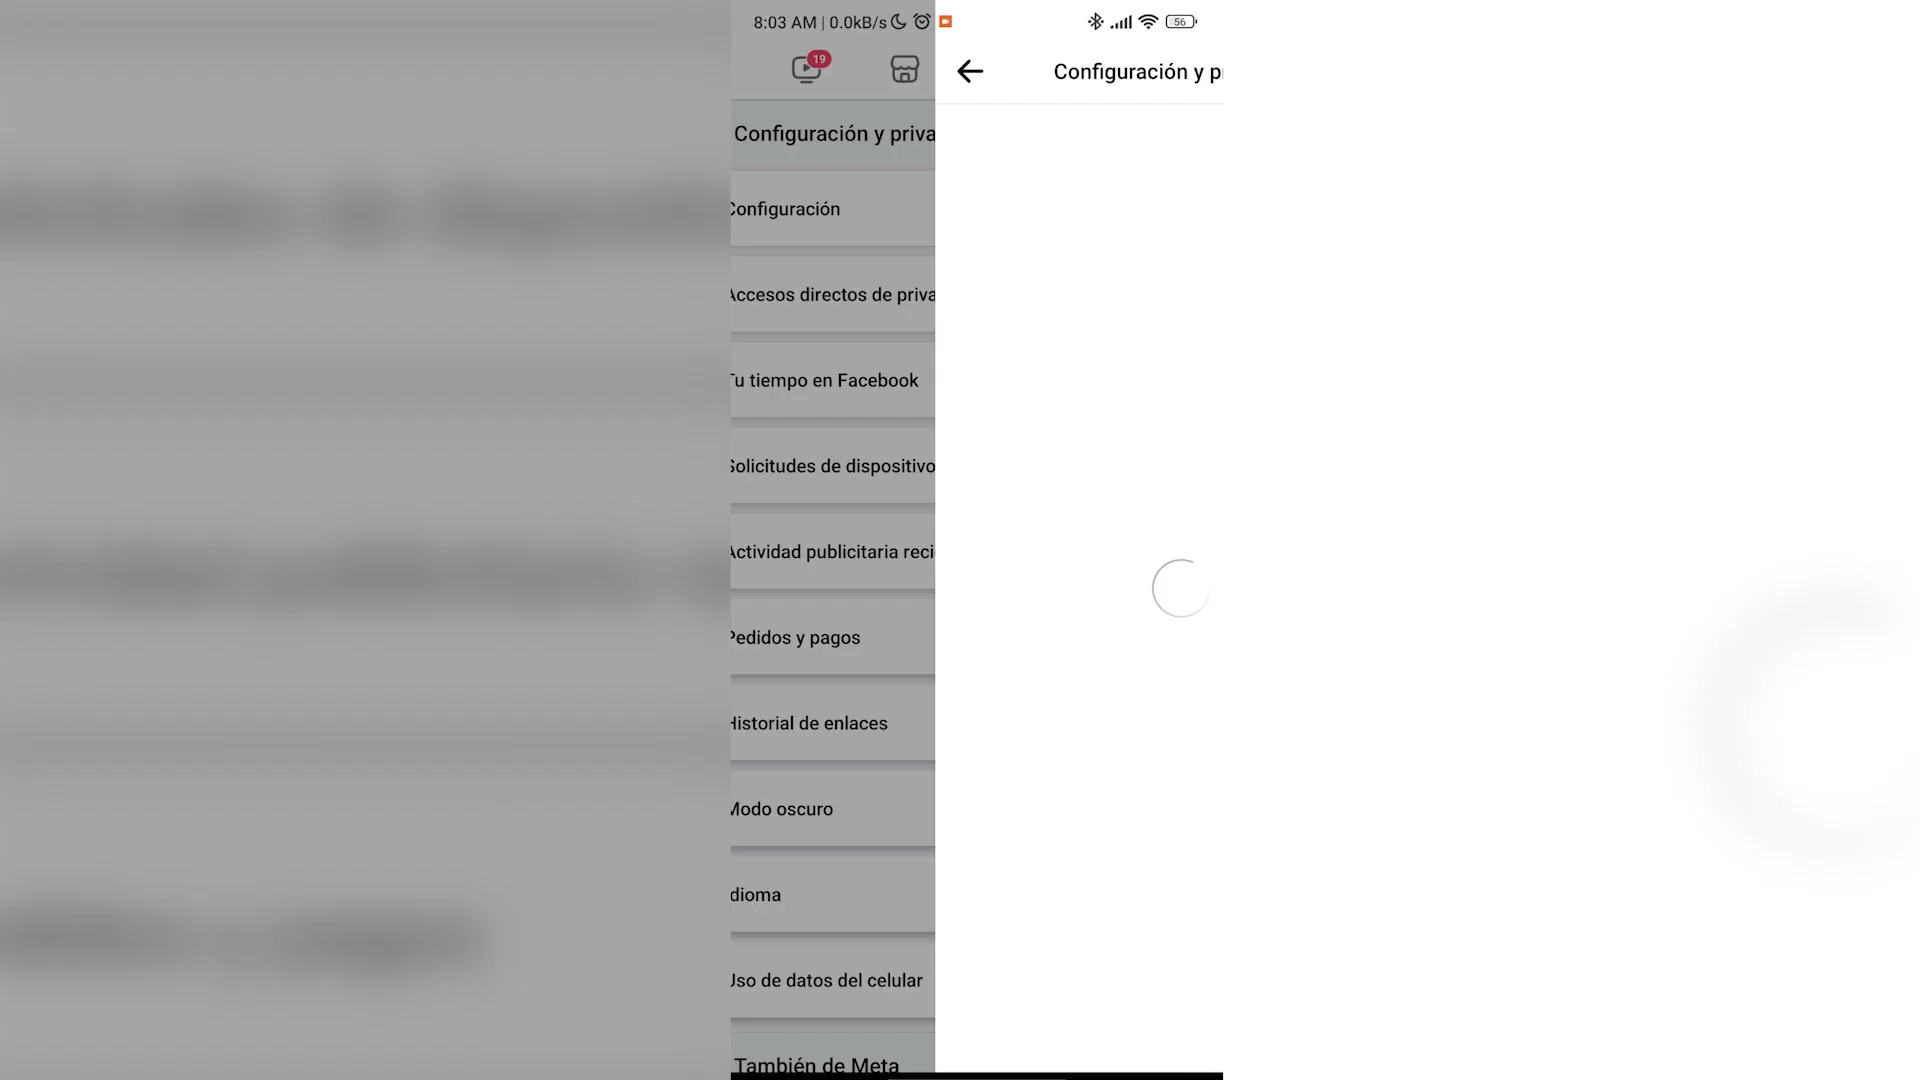 8:03 AM | 0.0kB/s
56
19
Configuración y p
Configuración y priva
Configuración
Accesos directos de priva
Tu tiempo en Facebook
Solicitudes de dispositivo
Actividad publicitaria reci
Pedidos y pagos
Historial de enlaces
Modo oscuro
dioma
Uso de datos del celular
También de Meta